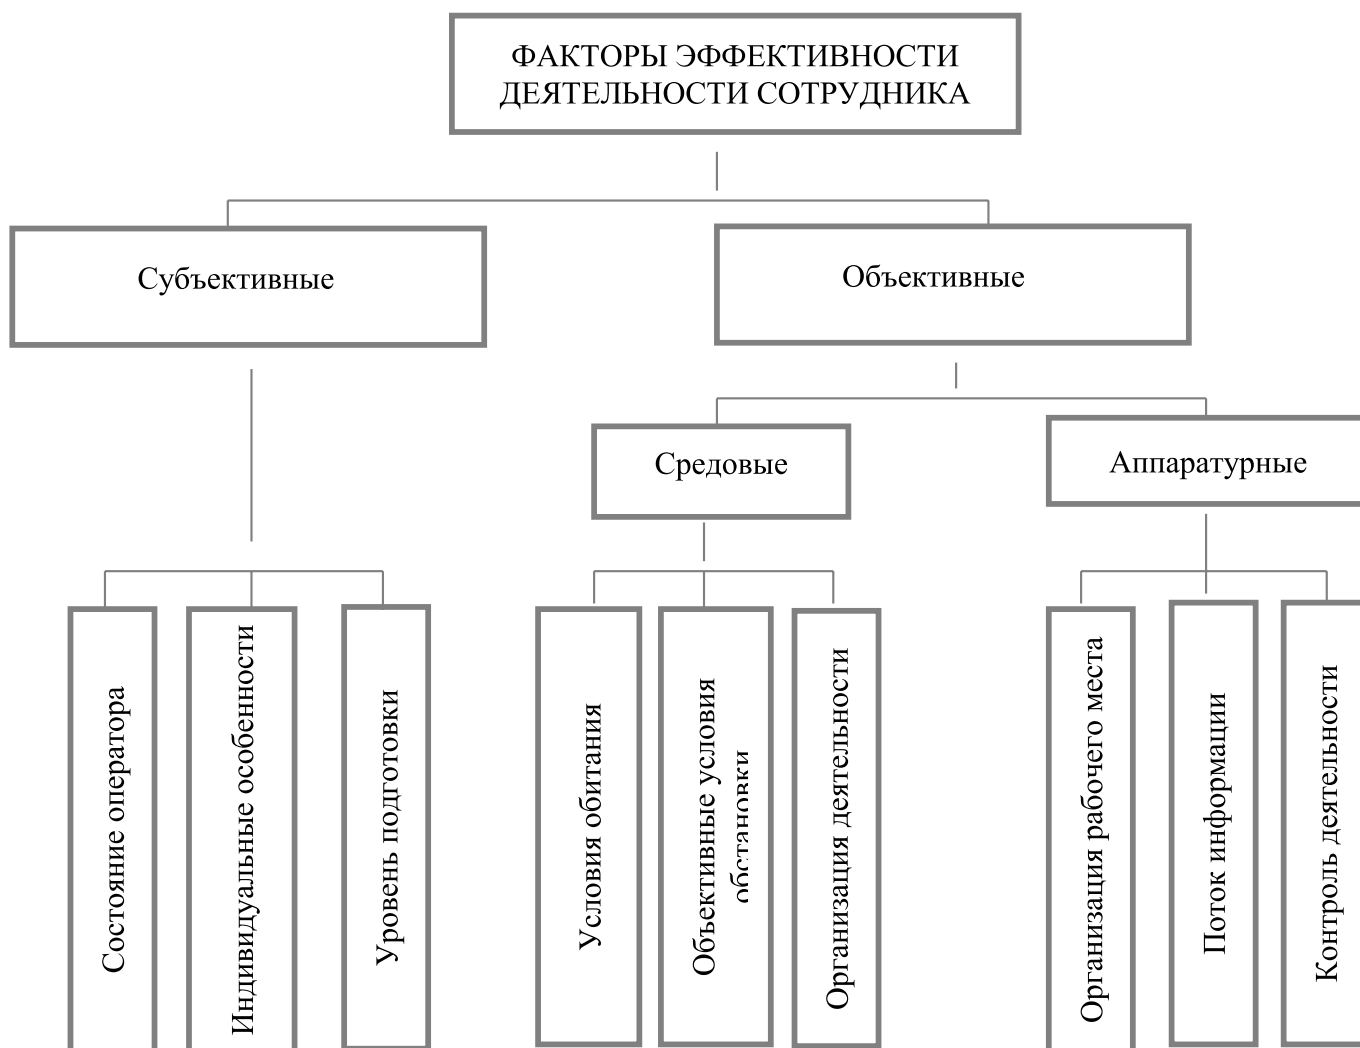 ФАКТОРЫ ЭФФЕКТИВНОСТИ
ДЕЯТЕЛЬНОСТИ СОТРУДНИКА
Субъективные
Объективные
Средовые
Аппаратурные
Состояние оператора
Индивидуальные особенности
Уровень подготовки
Условия обитания
Объективные условия
обстановки
Организация деятельности
Организация рабочего места
Поток информации
Контроль деятельности